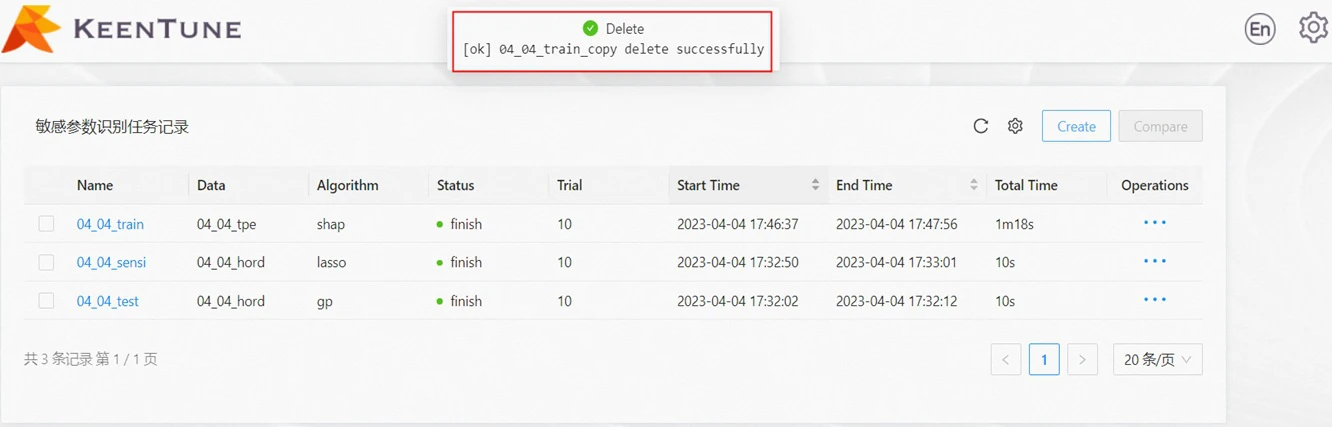 KEENTUNE
Delete
[ok] 04_04_train_copy delete successfully
En
敏感参数识别任务记录
Create
Compare
Name Data Algorithm Status Trial Start Time End Time Total Time Operations
04_04_train 04_04_tpe shap finish 10 2023-04-04 17:46:37 2023-04-04 17:47:56 1m18s ...
04_04_sensi 04_04_hord lasso finish 10 2023-04-04 17:32:50 2023-04-04 17:33:01 10s ...
04_04_test 04_04_hord gp finish 10 2023-04-04 17:32:02 2023-04-04 17:32:12 10s ...
共 3 条记录 第 1 / 1 页
< 1 > 20 条/页